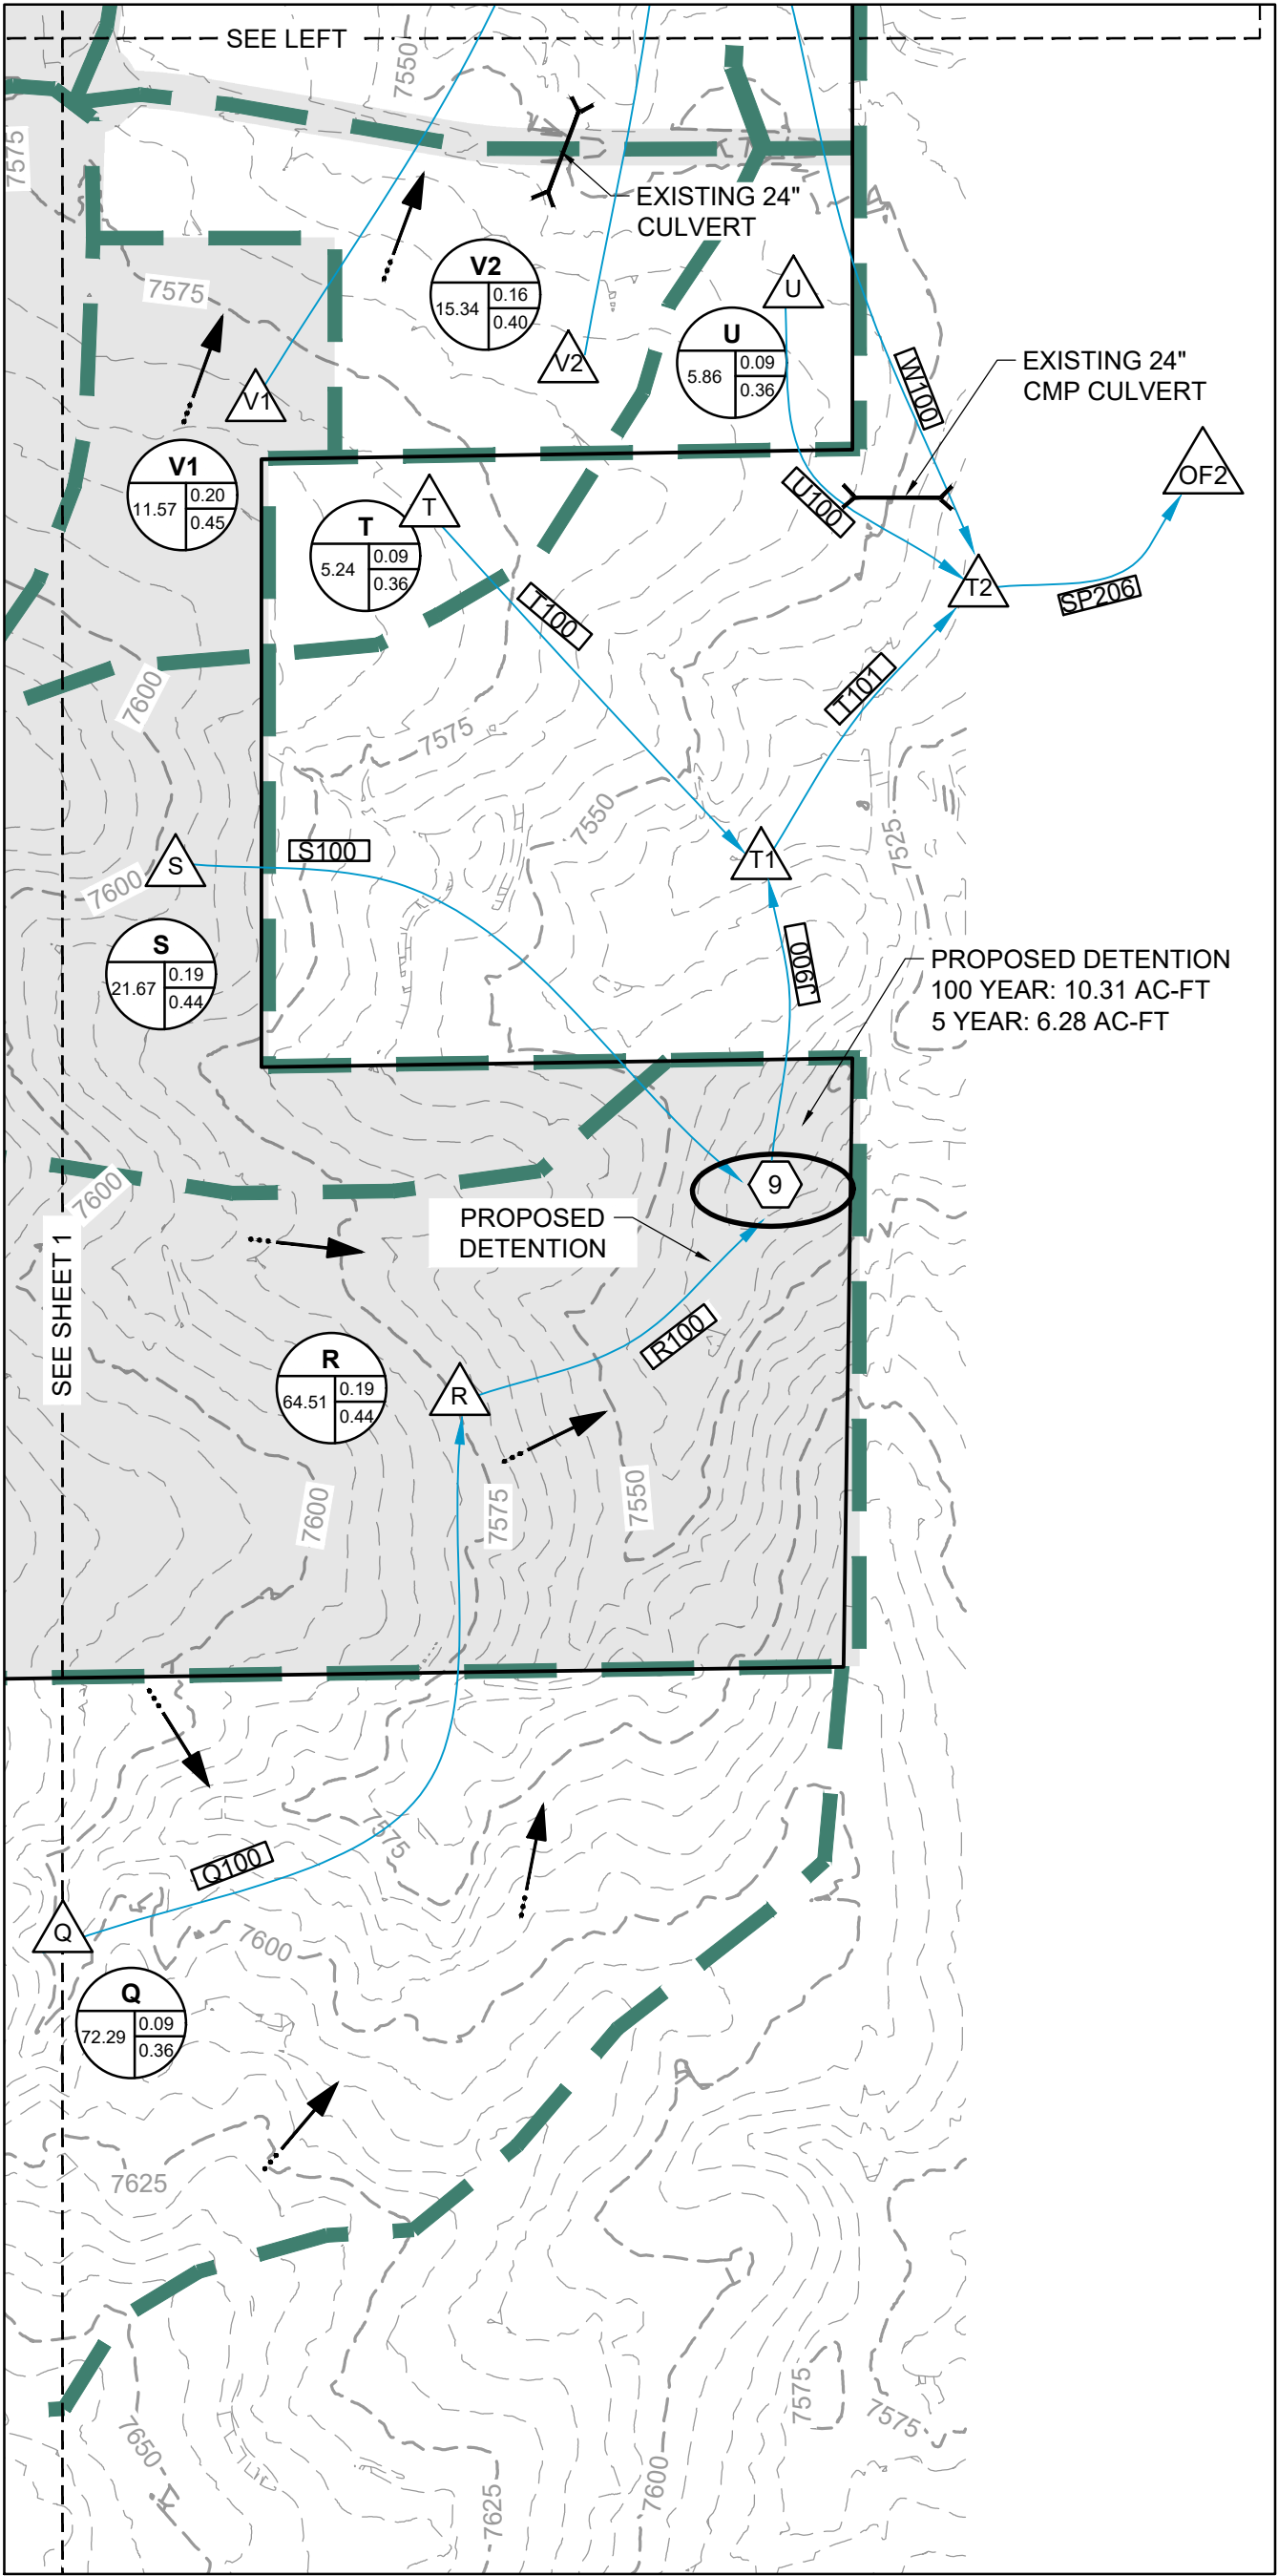 SEE LEFT
7550
7575
EXISTING 24"
CULVERT
V2
15.34
0.16
0.40
7575
U
U
5.86
0.09
0.36
V2
V1
W100
EXISTING 24"
CMP CULVERT
V1
11.57
0.20
0.45
OF2
U100
T
T
5.24
0.09
0.36
T2
SP206
T100
T101
7600
7575
7550
7525
S100
S
T1
7600
S
21.67
0.19
0.44
J900
PROPOSED DETENTION
100 YEAR: 10.31 AC-FT
5 YEAR: 6.28 AC-FT
7600
9
PROPOSED
DETENTION
SEE SHEET 1
R100
R
64.51
0.19
0.44
R
7600
7575
7550
7575
Q100
Q
7600
Q
72.29
0.09
0.36
7625
7575
7575
7650
7600
7625